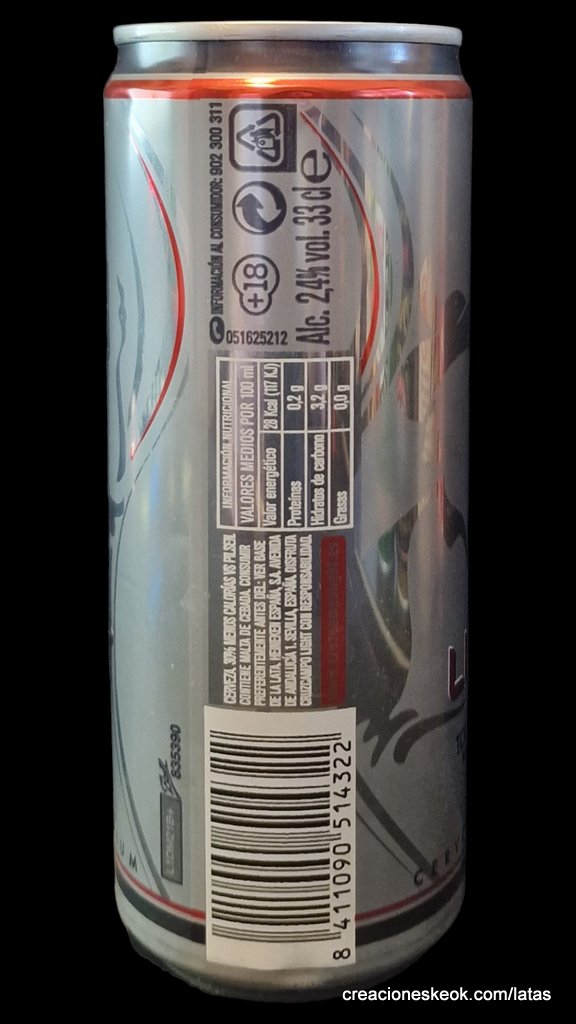 INFORMACIÓN AL CONSUMIDOR: 902 300 311
+18
051625212
Alc. 2,4% vol. 33 cl e
INFORMACIÓN NUTRICIONAL
VALORES MEDIOS POR 100 ml
Valor energético 28 Kcal (117 KJ)
Proteínas 0,2 g
Hidratos de carbono 3,2 g
Grasas 0,0 g
CERVEZA. 30% MENOS CALORÍAS VS PILSEN.
CONTIENE MALTA DE CEBADA. CONSUMIR
PREFERENTEMENTE ANTES DEL: VER BASE
DE LA LATA. HEINEKEN ESPAÑA, S.A. AVENIDA
DE ANDALUCÍA 1. SEVILLA, ESPAÑA. DISFRUTA
CRUZCAMPO LIGHT CON RESPONSABILIDAD.
8 411090 514322
Ball
835390
UM
LI
CERV
creacioneskeok.com/latas